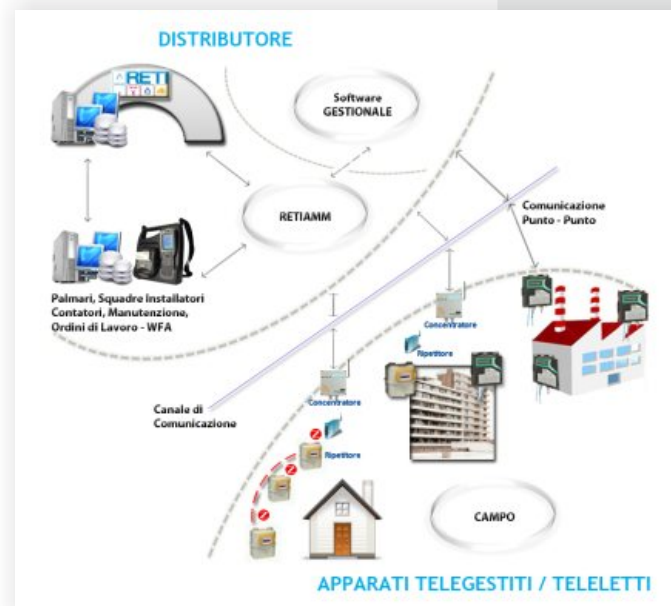 DISTRIBUTORE
RETI
Software
GESTIONALE
RETIAMM
Comunicazione
Punto - Punto
Palmari, Squadre Installatori
Contatori, Manutenzione,
Ordini di Lavoro - WFA
Concentratore
Ripetitore
Canale di
Comunicazione
Concentratore
Ripetitore
CAMPO
APPARATI TELEGESTITI / TELELETTI